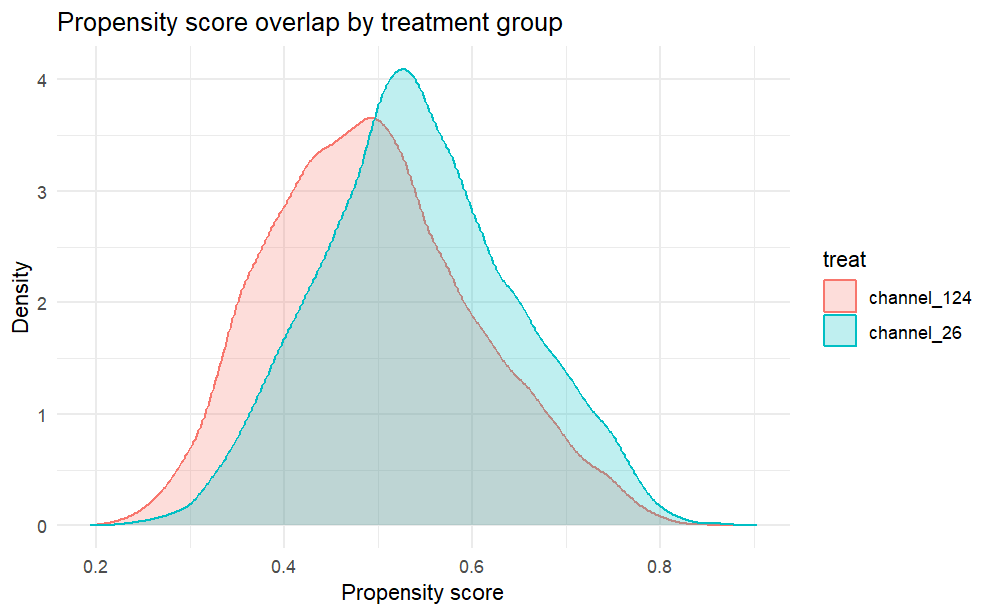 Propensity score overlap by treatment group
4
3
2
1
0
Density
0.2
0.4
0.6
0.8
Propensity score
treat
channel_124
channel_26